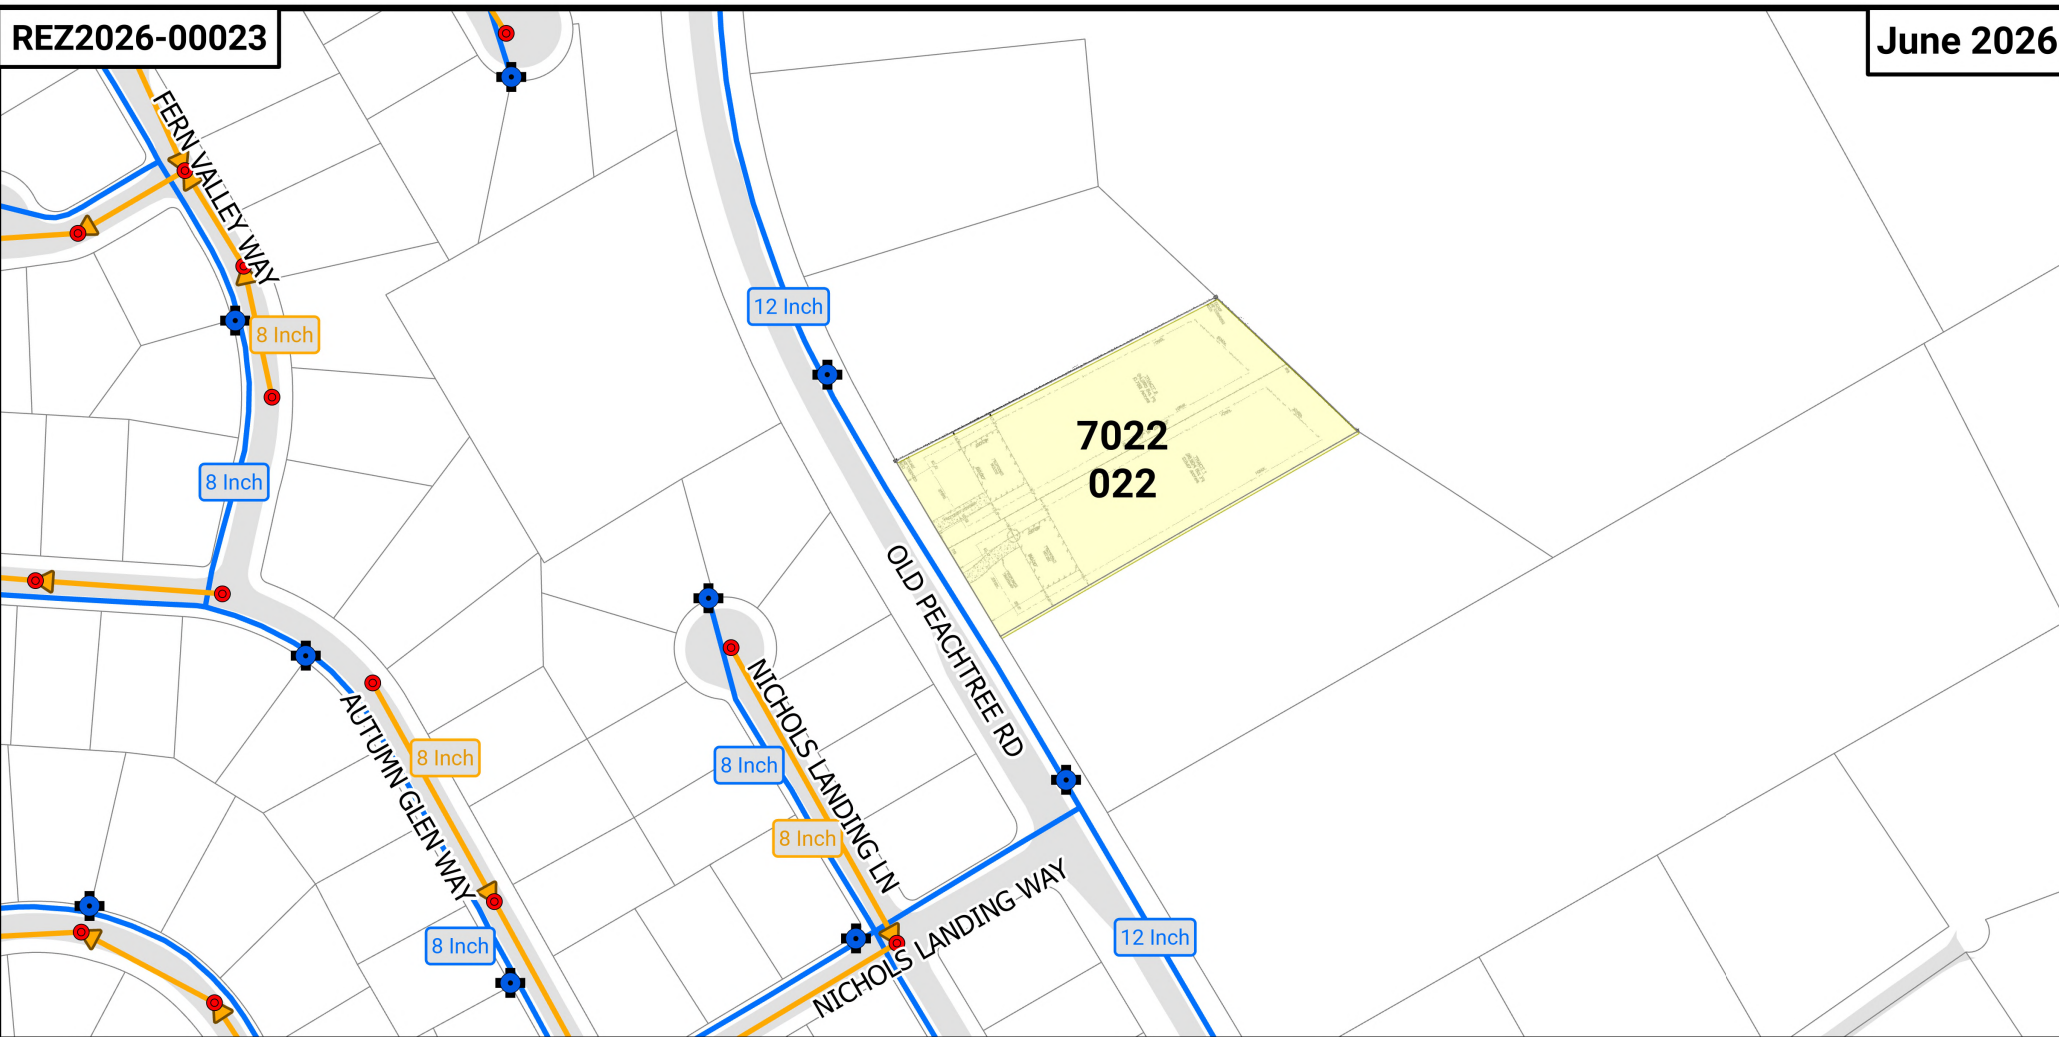 REZ2026-00023
June 2026
FERN VALLEY WAY
12 Inch
8 Inch
7022
022
8 Inch
OLD PEACHTREE RD
NICHOLS LANDING LN
AUTUMN GLEN WAY
8 Inch
8 Inch
8 Inch
NICHOLS LANDING WAY
12 Inch
8 Inch